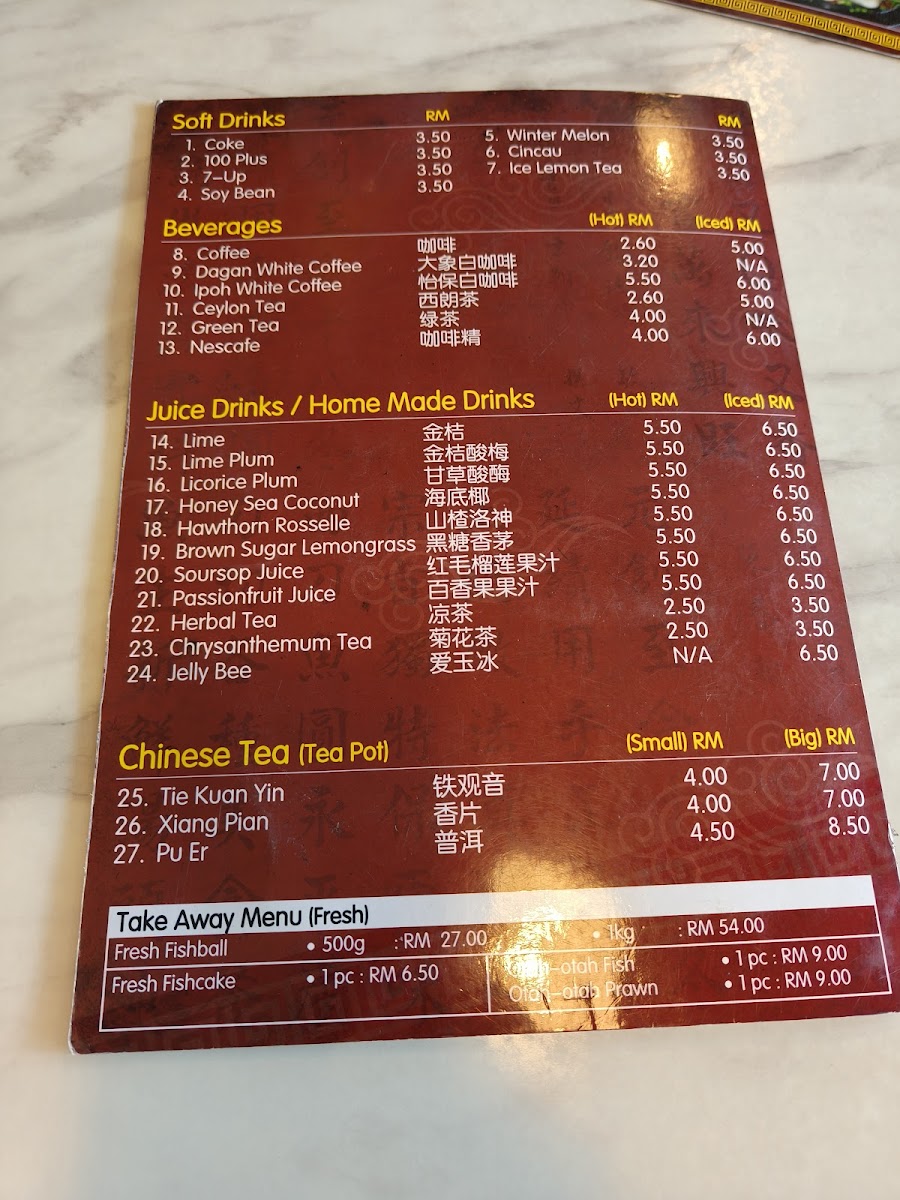 Soft Drinks RM RM
1. Coke 3.50 5. Winter Melon 3.50
2. 100 Plus 3.50 6. Cincau 3.50
3. 7-Up 3.50 7. Ice Lemon Tea 3.50
4. Soy Bean 3.50
Beverages (Hot) RM (Iced) RM
8. Coffee 咖啡 2.60 5.00
9. Dagan White Coffee 大象白咖啡 3.20 N/A
10. Ipoh White Coffee 怡保白咖啡 5.50 6.00
11. Ceylon Tea 西朗茶 2.60 5.00
12. Green Tea 绿茶 4.00 N/A
13. Nescafe 咖啡精 4.00 6.00
Juice Drinks / Home Made Drinks (Hot) RM (Iced) RM
14. Lime 金桔 5.50 6.50
15. Lime Plum 金桔酸梅 5.50 6.50
16. Licorice Plum 甘草酸酶 5.50 6.50
17. Honey Sea Coconut 海底椰 5.50 6.50
18. Hawthorn Rosselle 山楂洛神 5.50 6.50
19. Brown Sugar Lemongrass 黑糖香茅 5.50 6.50
20. Soursop Juice 红毛榴莲果汁 5.50 6.50
21. Passionfruit Juice 百香果果汁 5.50 6.50
22. Herbal Tea 凉茶 2.50 3.50
23. Chrysanthemum Tea 菊花茶 2.50 3.50
24. Jelly Bee 爱玉冰 N/A 6.50
Chinese Tea (Tea Pot) (Small) RM (Big) RM
25. Tie Kuan Yin 铁观音 4.00 7.00
26. Xiang Pian 香片 4.00 7.00
27. Pu Er 普洱 4.50 8.50
Take Away Menu (Fresh)
Fresh Fishball • 500g : RM 27.00 • 1kg : RM 54.00
Fresh Fishcake • 1 pc : RM 6.50
Otah-otah Fish • 1 pc : RM 9.00
Otah-otah Prawn • 1 pc : RM 9.00